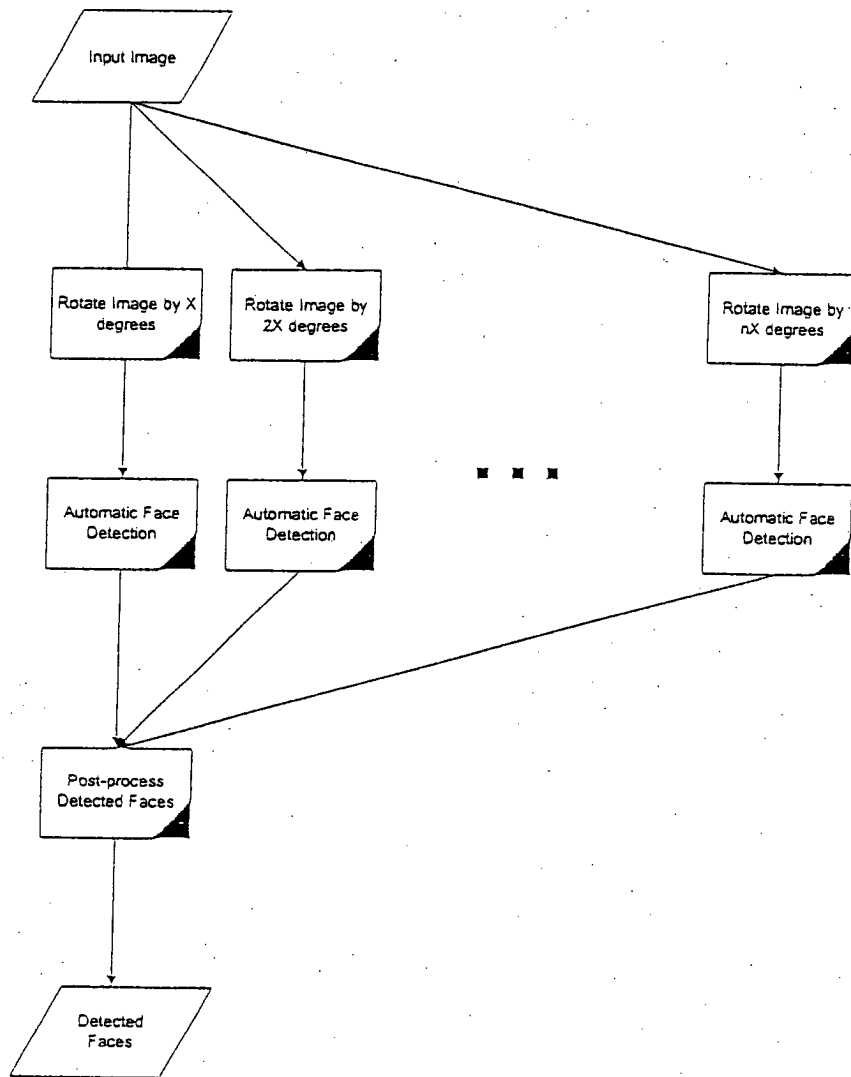 Input Image
Rotate Image by X
degrees
Rotate Image by
2X degrees
Rotate Image by
nX degrees
Automatic Face
Detection
Automatic Face
Detection
Automatic Face
Detection
Post-process
Detected Faces
Detected
Faces